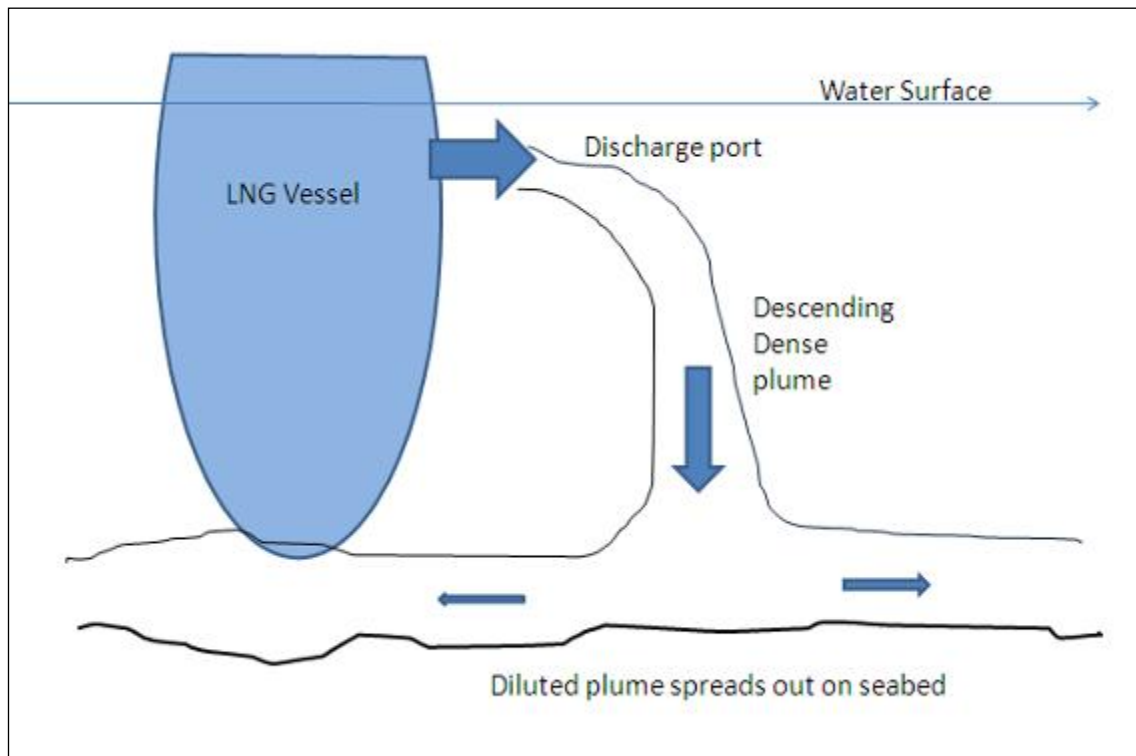 Water Surface
Discharge port
LNG Vessel
Descending
Dense
plume
Diluted plume spreads out on seabed